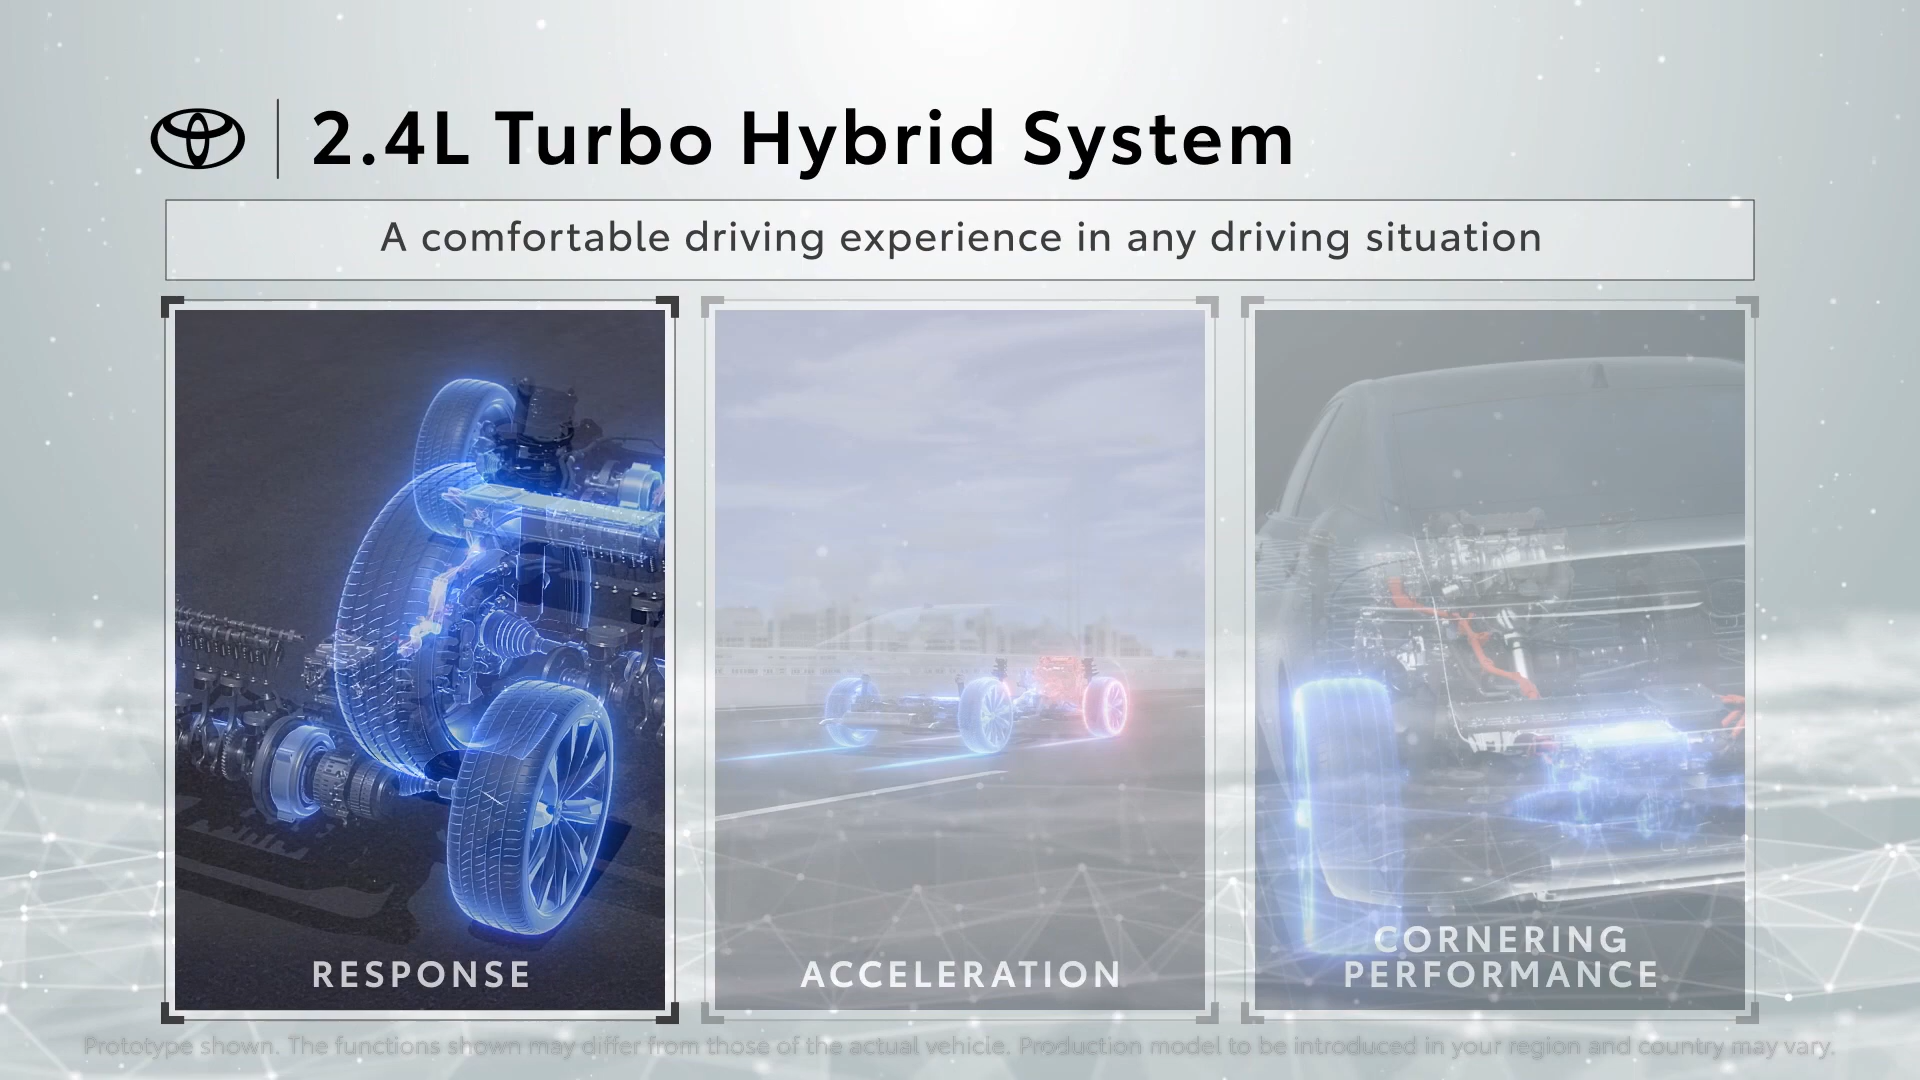 2.4L Turbo Hybrid System
A comfortable driving experience in any driving situation
RESPONSE
ACCELERATION
CORNERING
PERFORMANCE
Prototype shown. The functions shown may differ from those of the actual vehicle. Production model to be introduced in your region and country may vary.